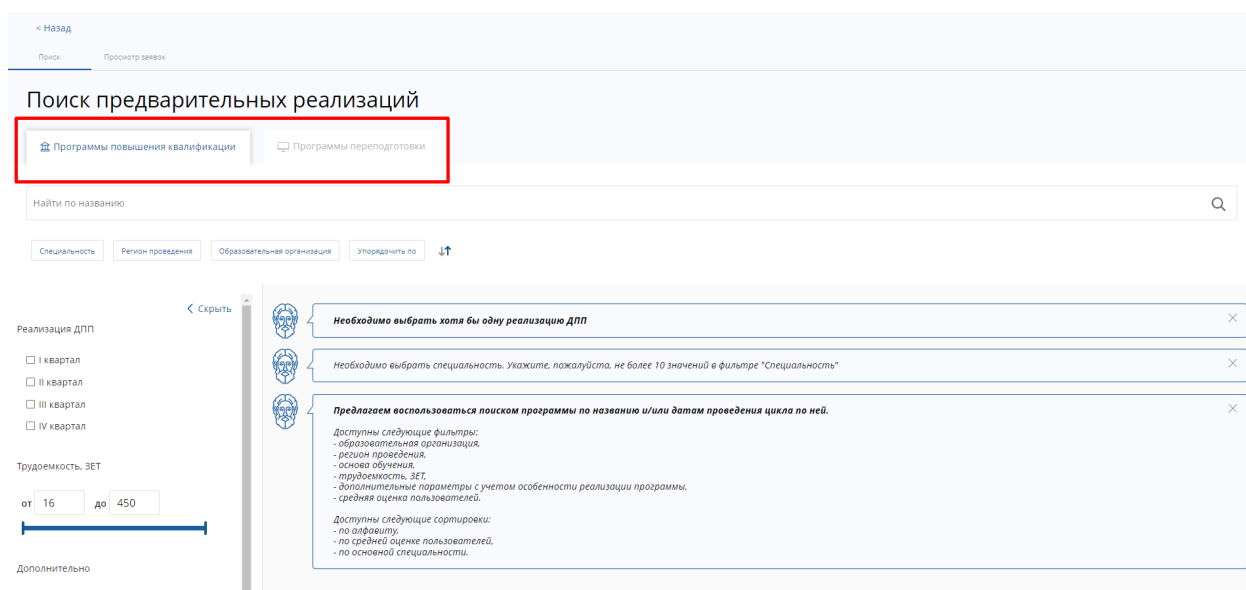 < Назад
Поиск Просмотр заявок
Поиск предварительных реализаций
Программы повышения квалификации Программы переподготовки
Найти по названию
Специальность Регион проведения Образовательная организация Упорядочить по
Скрыть
Реализация ДПП
I квартал
II квартал
III квартал
IV квартал
Трудоемкость, ЗЕТ
от 16 до 450
Дополнительно
Необходимо выбрать хотя бы одну реализацию ДПП
Необходимо выбрать специальность. Укажите, пожалуйста, не более 10 значений в фильтре "Специальность"
Предлагаем воспользоваться поиском программы по названию и/или датам проведения цикла по ней.
Доступны следующие фильтры:
- образовательная организация,
- регион проведения,
- основа обучения,
- трудоемкость, ЗЕТ,
- дополнительные параметры с учетом особенности реализации программы,
- средняя оценка пользователей.
Доступны следующие сортировки:
- по алфавиту,
- по средней оценке пользователей,
- по основной специальности.